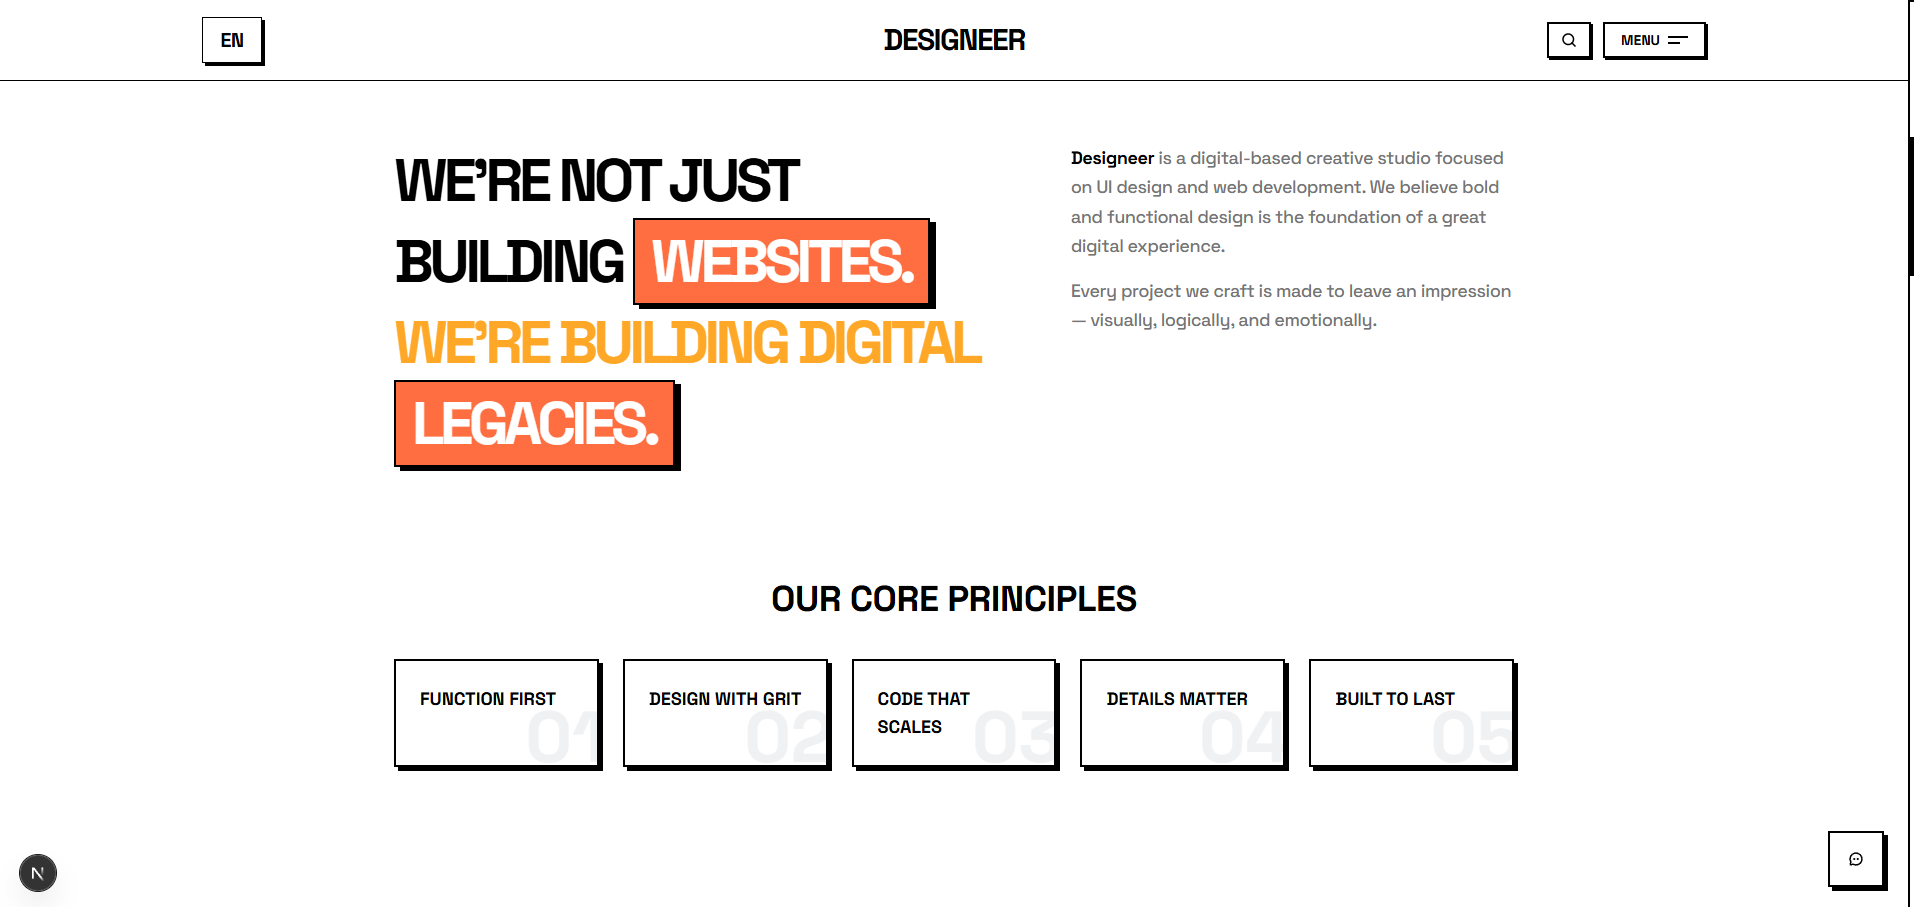 EN
DESIGNEER
MENU
WE'RE NOT JUST
BUILDING WEBSITES.
WE'RE BUILDING DIGITAL
LEGACIES.
Designeer is a digital-based creative studio focused
on UI design and web development. We believe bold
and functional design is the foundation of a great
digital experience.
Every project we craft is made to leave an impression
— visually, logically, and emotionally.
OUR CORE PRINCIPLES
FUNCTION FIRST
01
DESIGN WITH GRIT
02
CODE THAT
SCALES
03
DETAILS MATTER
04
BUILT TO LAST
05
N